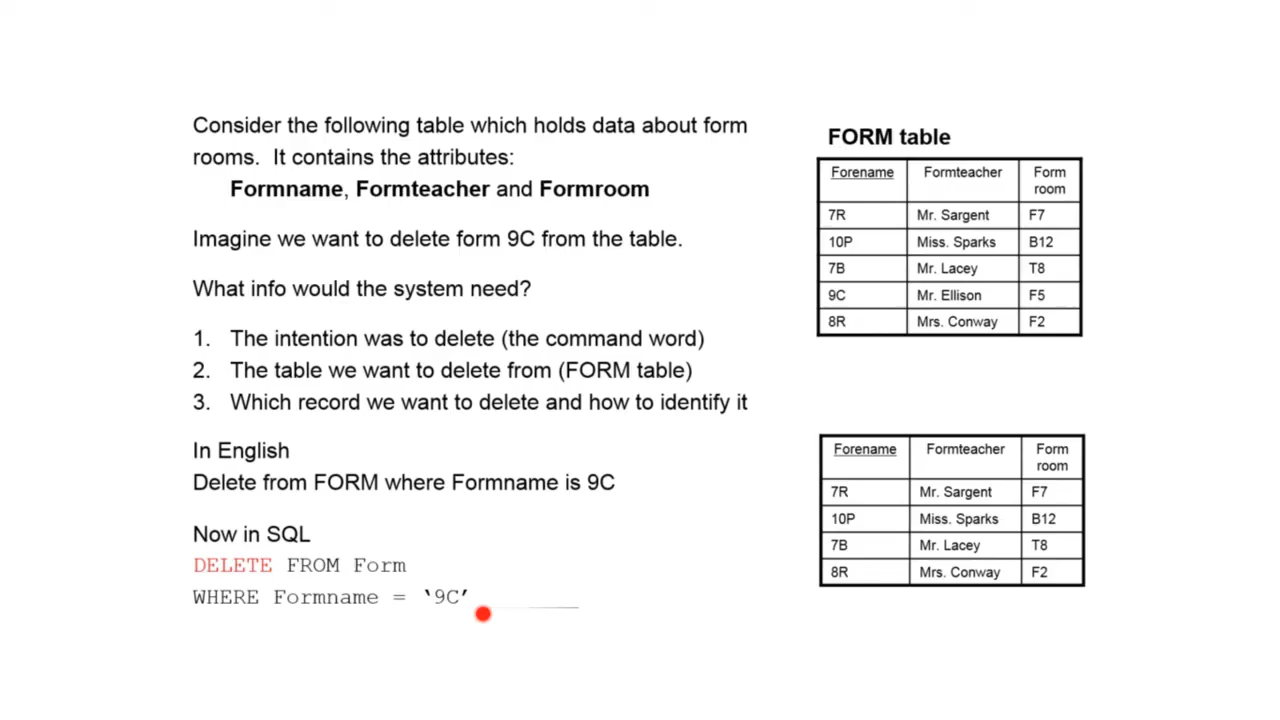 Consider the following table which holds data about form
rooms. It contains the attributes:
Formname, Formteacher and Formroom
Imagine we want to delete form 9C from the table.
What info would the system need?
1. The intention was to delete (the command word)
2. The table we want to delete from (FORM table)
3. Which record we want to delete and how to identify it
In English
Delete from FORM where Formname is 9C
Now in SQL
DELETE FROM Form
WHERE Formname = ‘9C’
FORM table
Forename Formteacher Form
room
7R Mr. Sargent F7
10P Miss. Sparks B12
7B Mr. Lacey T8
9C Mr. Ellison F5
8R Mrs. Conway F2
Forename Formteacher Form
room
7R Mr. Sargent F7
10P Miss. Sparks B12
7B Mr. Lacey T8
8R Mrs. Conway F2